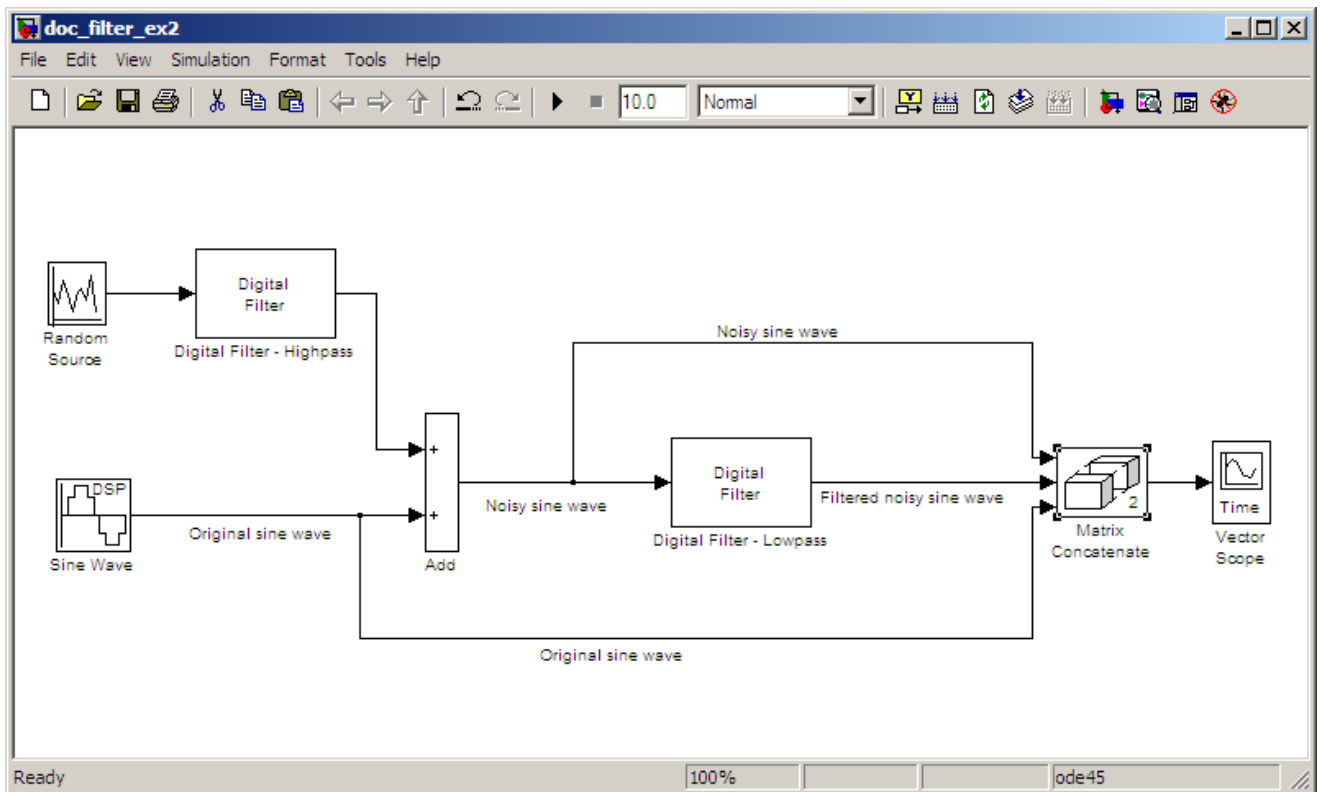 doc_filter_ex2
File Edit View Simulation Format Tools Help
10.0 Normal
Digital
Filter
Random
Source
Digital Filter - Highpass
Noisy sine wave
+
DSP
Sine Wave
Original sine wave
+
Add
Noisy sine wave
Digital
Filter
Digital Filter - Lowpass
Filtered noisy sine wave
2
Matrix
Concatenate
Time
Vector
Scope
Original sine wave
Ready 100% ode45